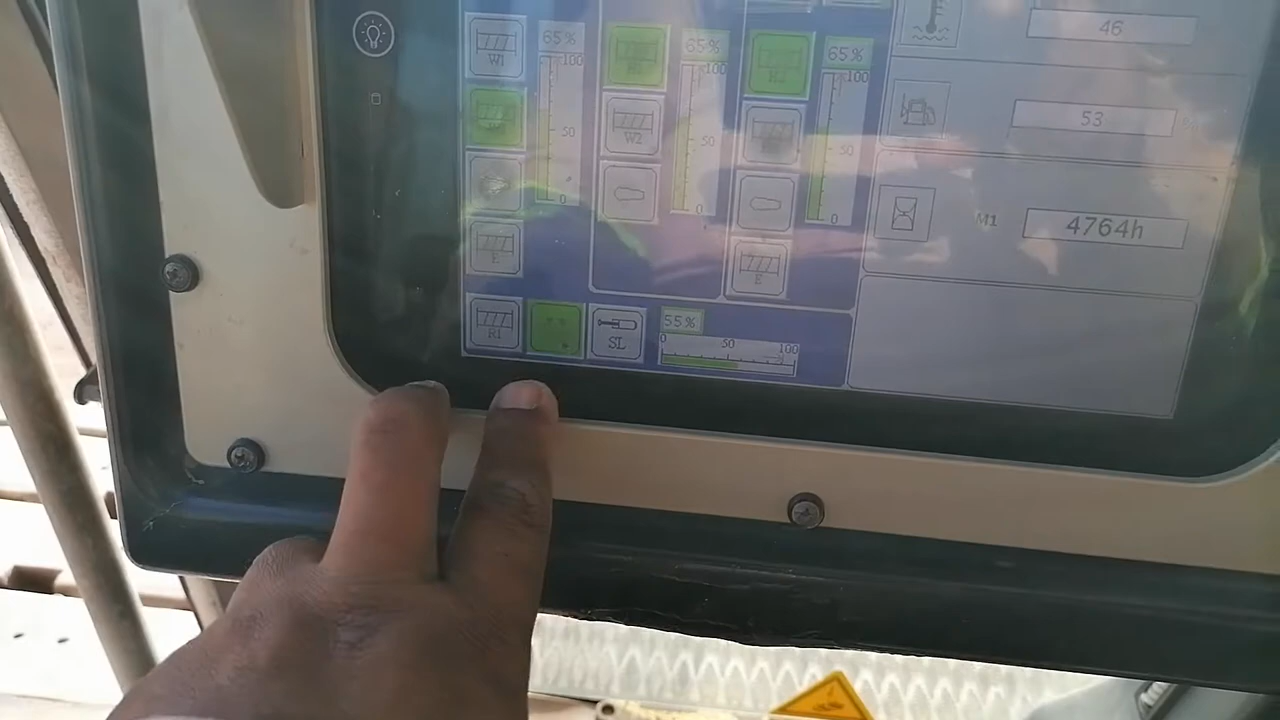 W1 65% 65% 65% 46
100 100 100
W2 53
50 50 50
0 0 0
M1 4764h
E E
R1 SL 55%
0 50 100